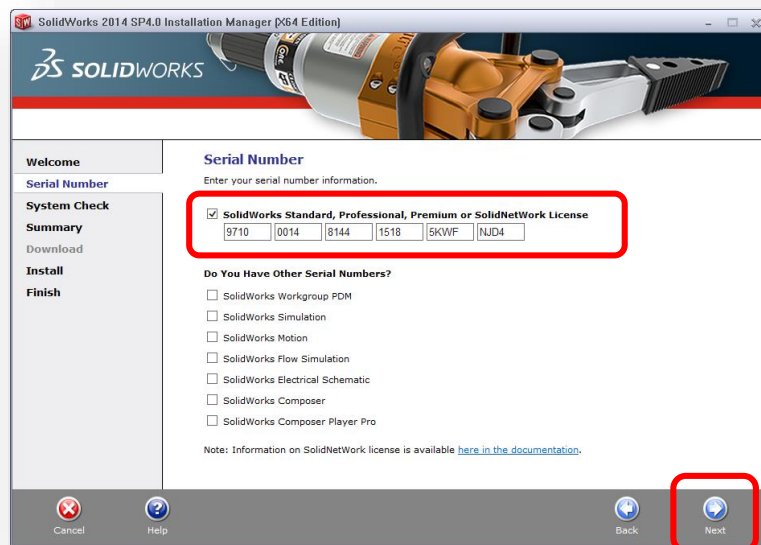 SolidWorks 2014 SP4.0 Installation Manager [X64 Edition]
SOLIDWORKS
Welcome
Serial Number
System Check
Summary
Download
Install
Finish
Serial Number
Enter your serial number information.
SolidWorks Standard, Professional, Premium or SolidNetWork License
9710 0014 8144 1518 5KWF NJD4
Do You Have Other Serial Numbers?
SolidWorks Workgroup PDM
SolidWorks Simulation
SolidWorks Motion
SolidWorks Flow Simulation
SolidWorks Electrical Schematic
SolidWorks Composer
SolidWorks Composer Player Pro
Note: Information on SolidNetWork license is available here in the documentation.
Cancel Help Back Next